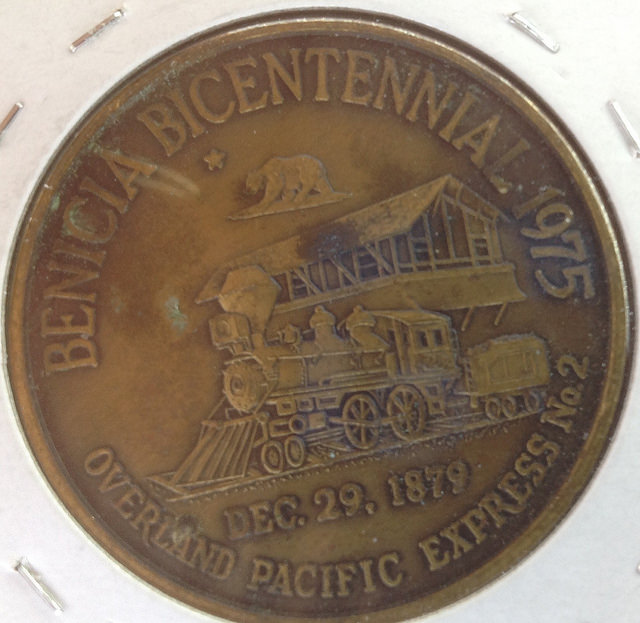 BENICIA BICENTENNIAL 1975
DEC. 29, 1879
OVERLAND PACIFIC EXPRESS No. 2